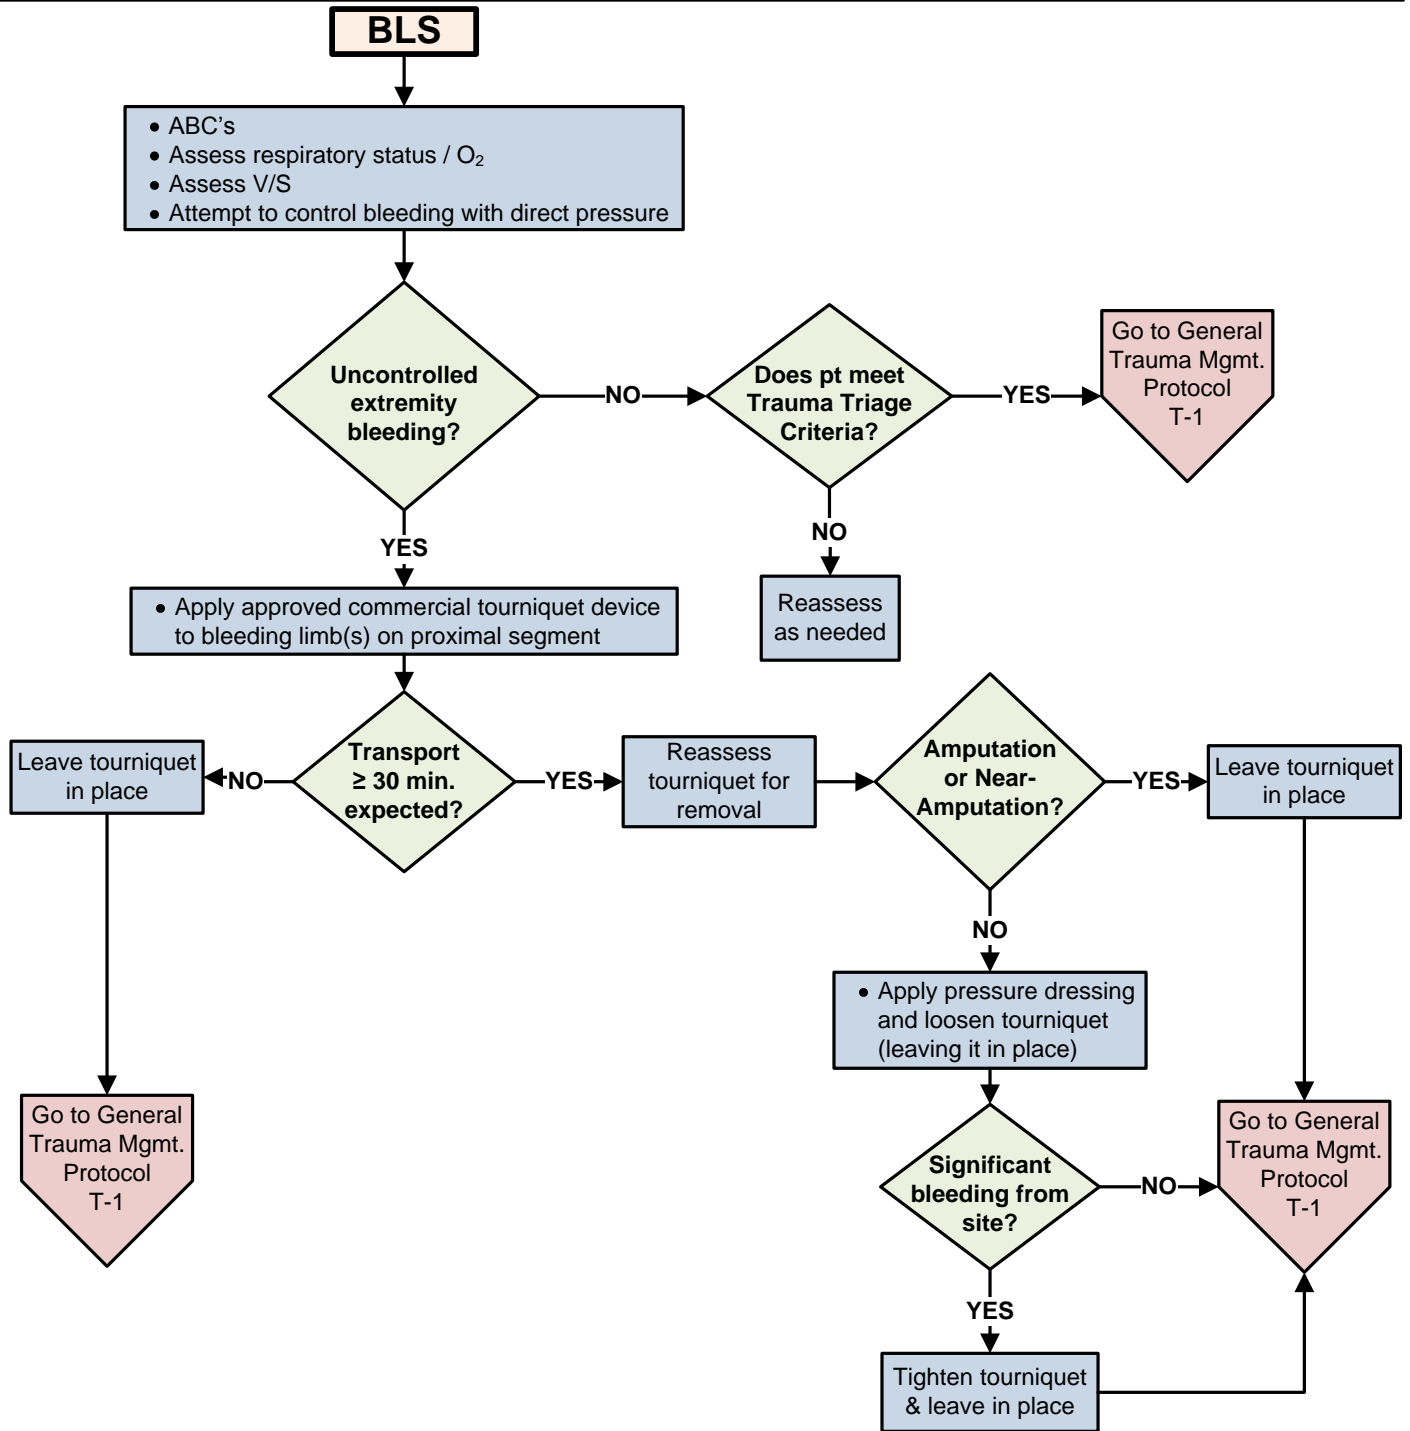 BLS
• ABC's
• Assess respiratory status / O₂
• Assess V/S
• Attempt to control bleeding with direct pressure
Uncontrolled
extremity
bleeding?
NO
Does pt meet
Trauma Triage
Criteria?
YES
Go to General
Trauma Mgmt.
Protocol
T-1
YES
NO
Reassess
as needed
• Apply approved commercial tourniquet device
to bleeding limb(s) on proximal segment
Leave tourniquet
in place
NO
Transport
≥ 30 min.
expected?
YES
Reassess
tourniquet for
removal
Amputation
or Near-
Amputation?
YES
Leave tourniquet
in place
NO
• Apply pressure dressing
and loosen tourniquet
(leaving it in place)
Go to General
Trauma Mgmt.
Protocol
T-1
Significant
bleeding from
site?
NO
Go to General
Trauma Mgmt.
Protocol
T-1
YES
Tighten tourniquet
& leave in place